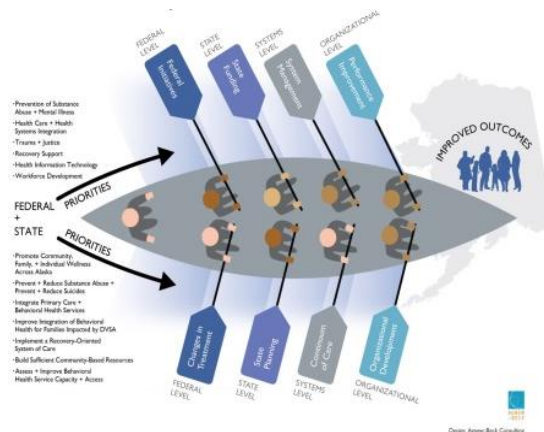 FEDERAL
LEVEL
STATE
LEVEL
SYSTEMS
LEVEL
ORGANIZATIONAL
LEVEL
Federal
Initiatives
State
Funding
System
Management
Performance
Improvement
· Prevention of Substance
Abuse + Mental Illness
· Health Care + Health
Systems Integration
· Trauma + Justice
· Recovery Support
· Health Information Technology
· Workforce Development
PRIORITIES
FEDERAL
+
STATE
PRIORITIES
IMPROVED OUTCOMES
· Promote Community,
Family, + Individual Wellness
Across Alaska
· Prevent + Reduce Substance Abuse +
Prevent + Reduce Suicides
· Integrate Primary Care +
Behavioral Health Services
· Improve Integration of Behavioral
Health for Families Impacted by DVSA
· Implement a Recovery-Oriented
System of Care
· Build Sufficient Community-Based Resources
· Assess + Improve Behavioral
Health Service Capacity + Access
Changes in
Treatment
State
Planning
Continuum
of Care
Organizational
Development
FEDERAL
LEVEL
STATE
LEVEL
SYSTEMS
LEVEL
ORGANIZATIONAL
LEVEL